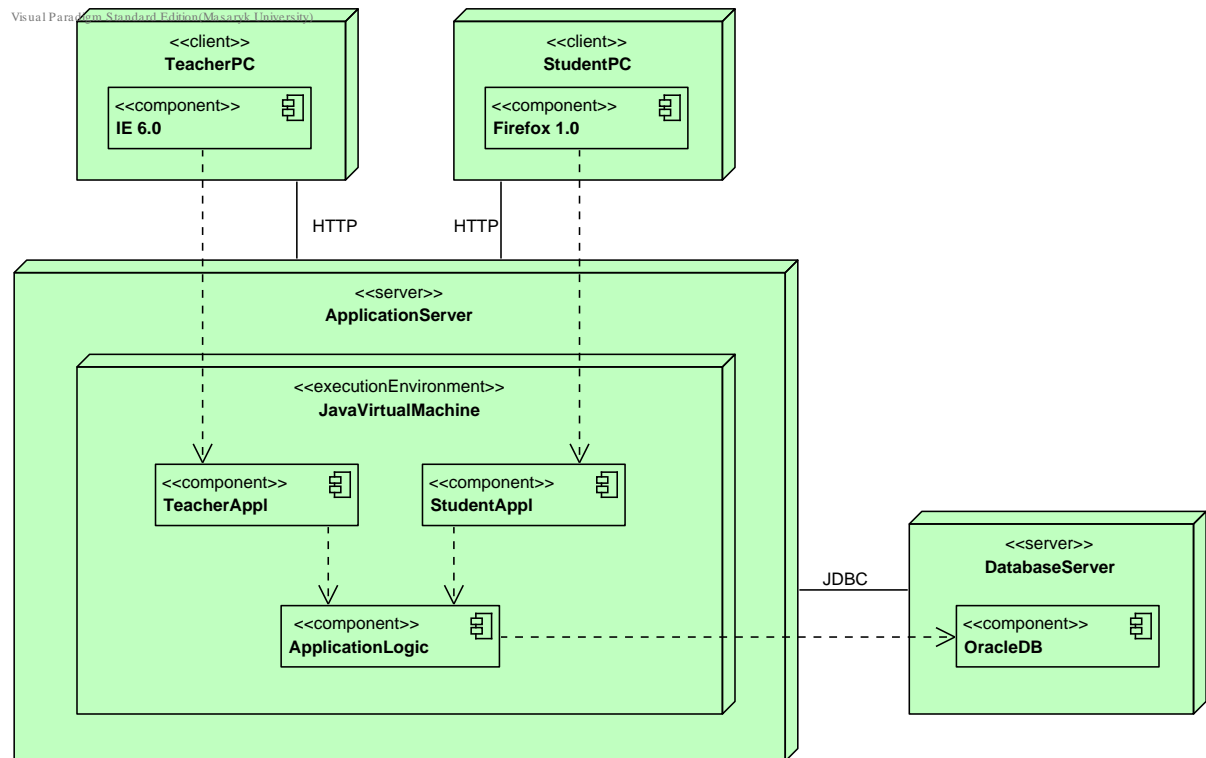 Visual Paradigm Standard Edition(Masaryk University)
<<client>>
TeacherPC
<<component>>
IE 6.0
<<client>>
StudentPC
<<component>>
Firefox 1.0
HTTP
HTTP
<<server>>
ApplicationServer
<<executionEnvironment>>
JavaVirtualMachine
<<component>>
TeacherAppl
<<component>>
StudentAppl
<<component>>
ApplicationLogic
JDBC
<<server>>
DatabaseServer
<<component>>
OracleDB